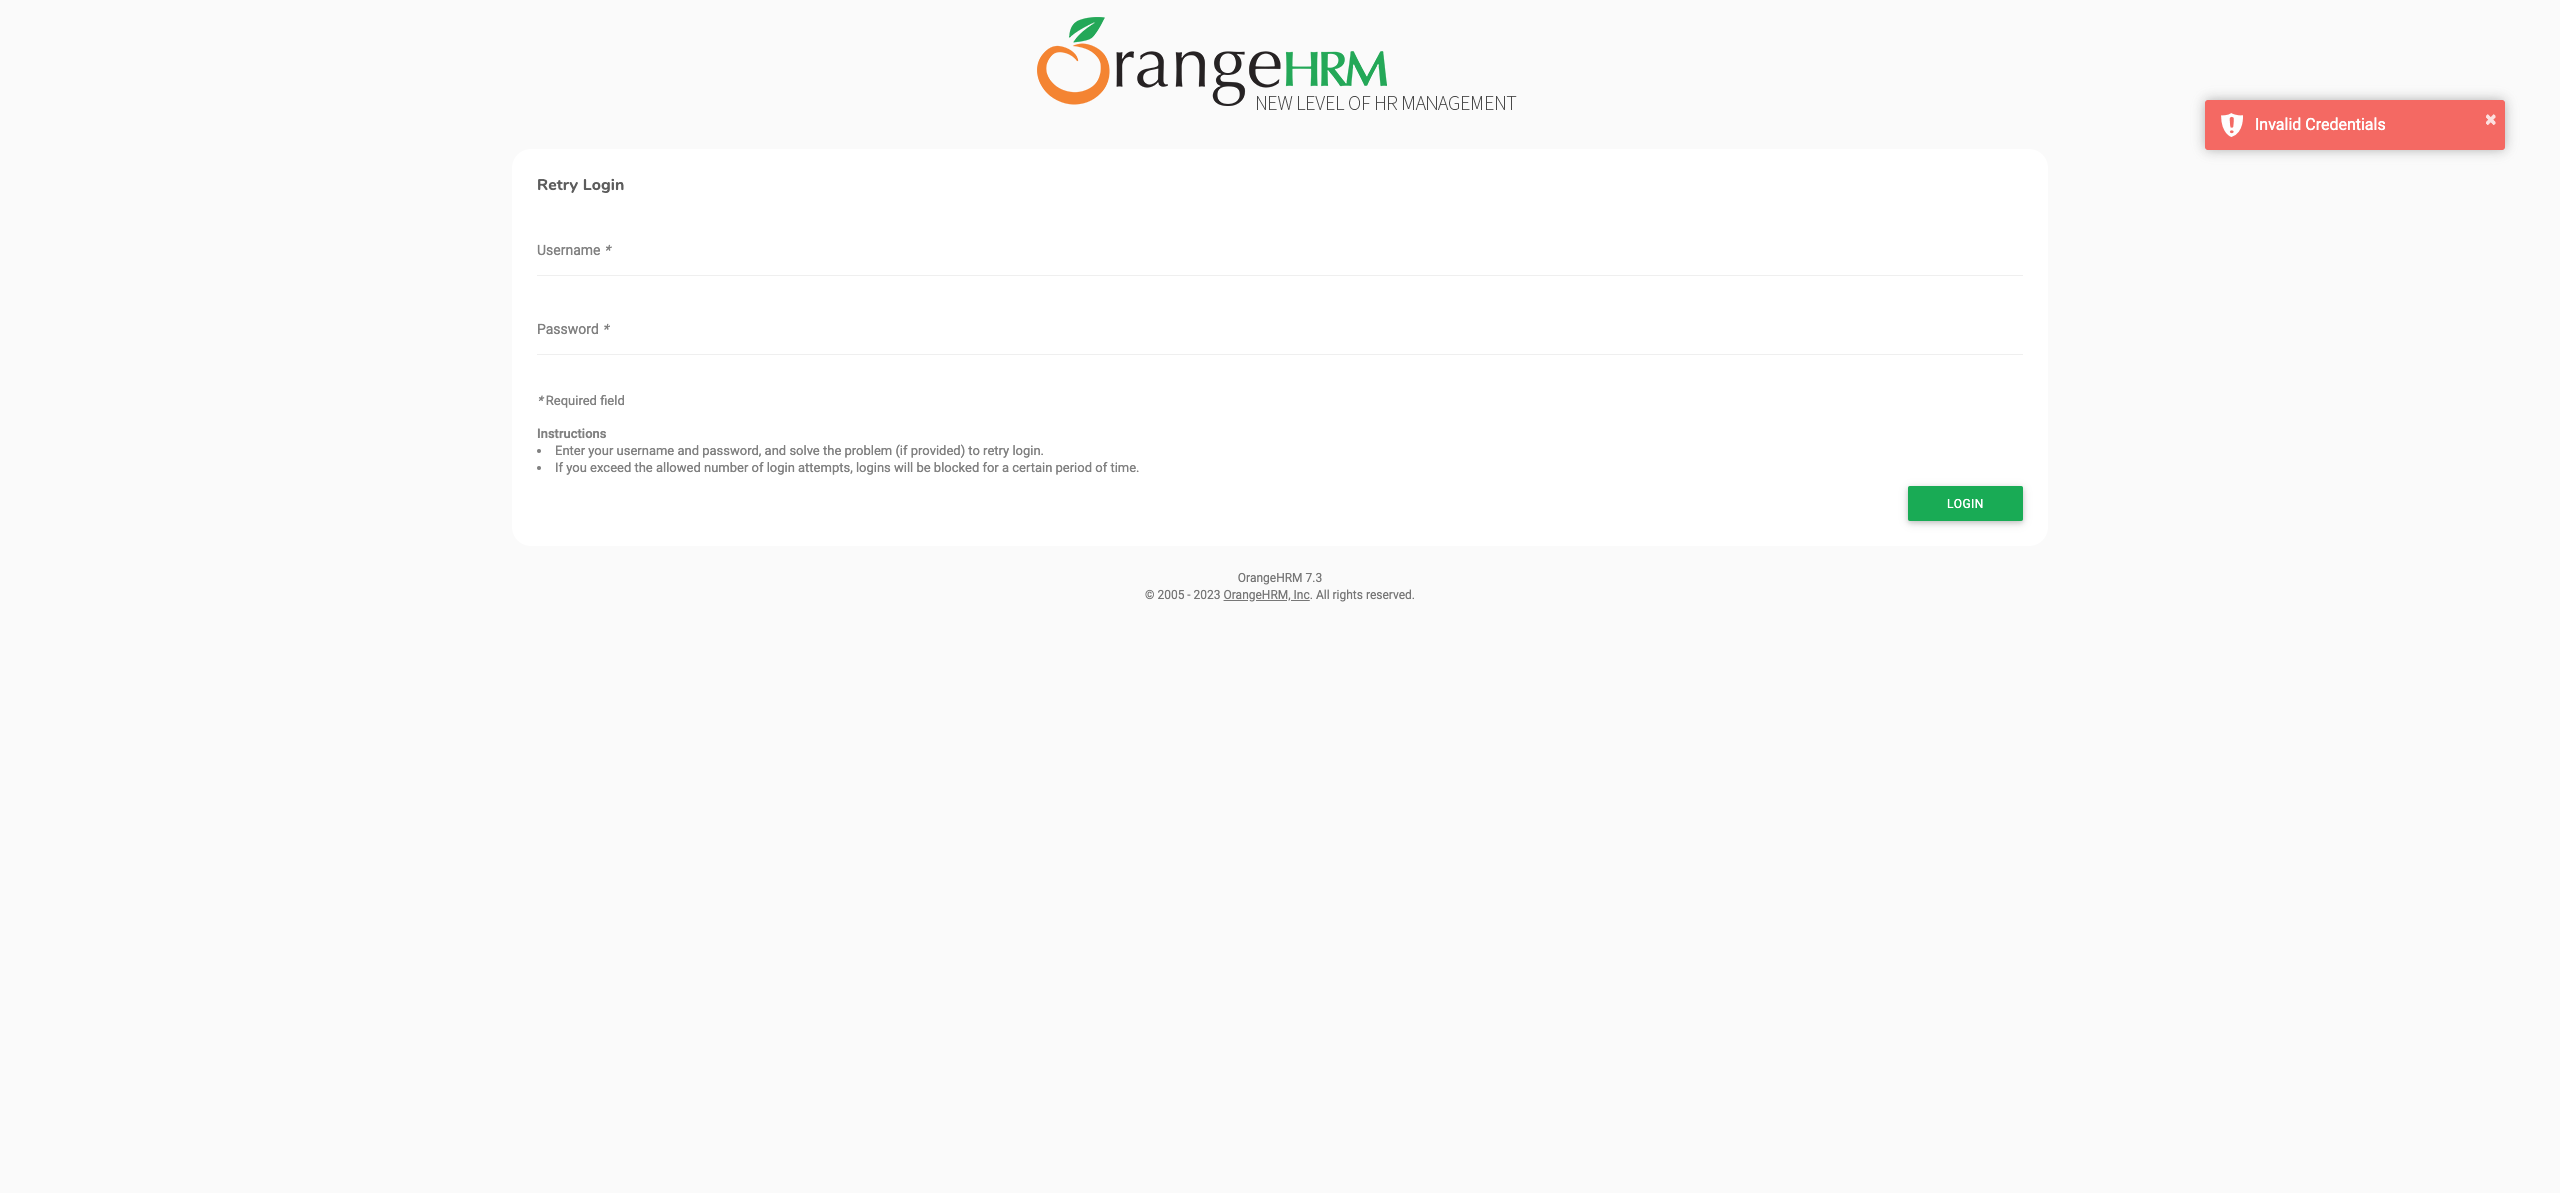 OrangeHRM
NEW LEVEL OF HR MANAGEMENT
Invalid Credentials
Retry Login
Username *
Password *
* Required field
Instructions
• Enter your username and password, and solve the problem (if provided) to retry login.
• If you exceed the allowed number of login attempts, logins will be blocked for a certain period of time.
LOGIN
OrangeHRM 7.3
© 2005 - 2023 OrangeHRM, Inc. All rights reserved.